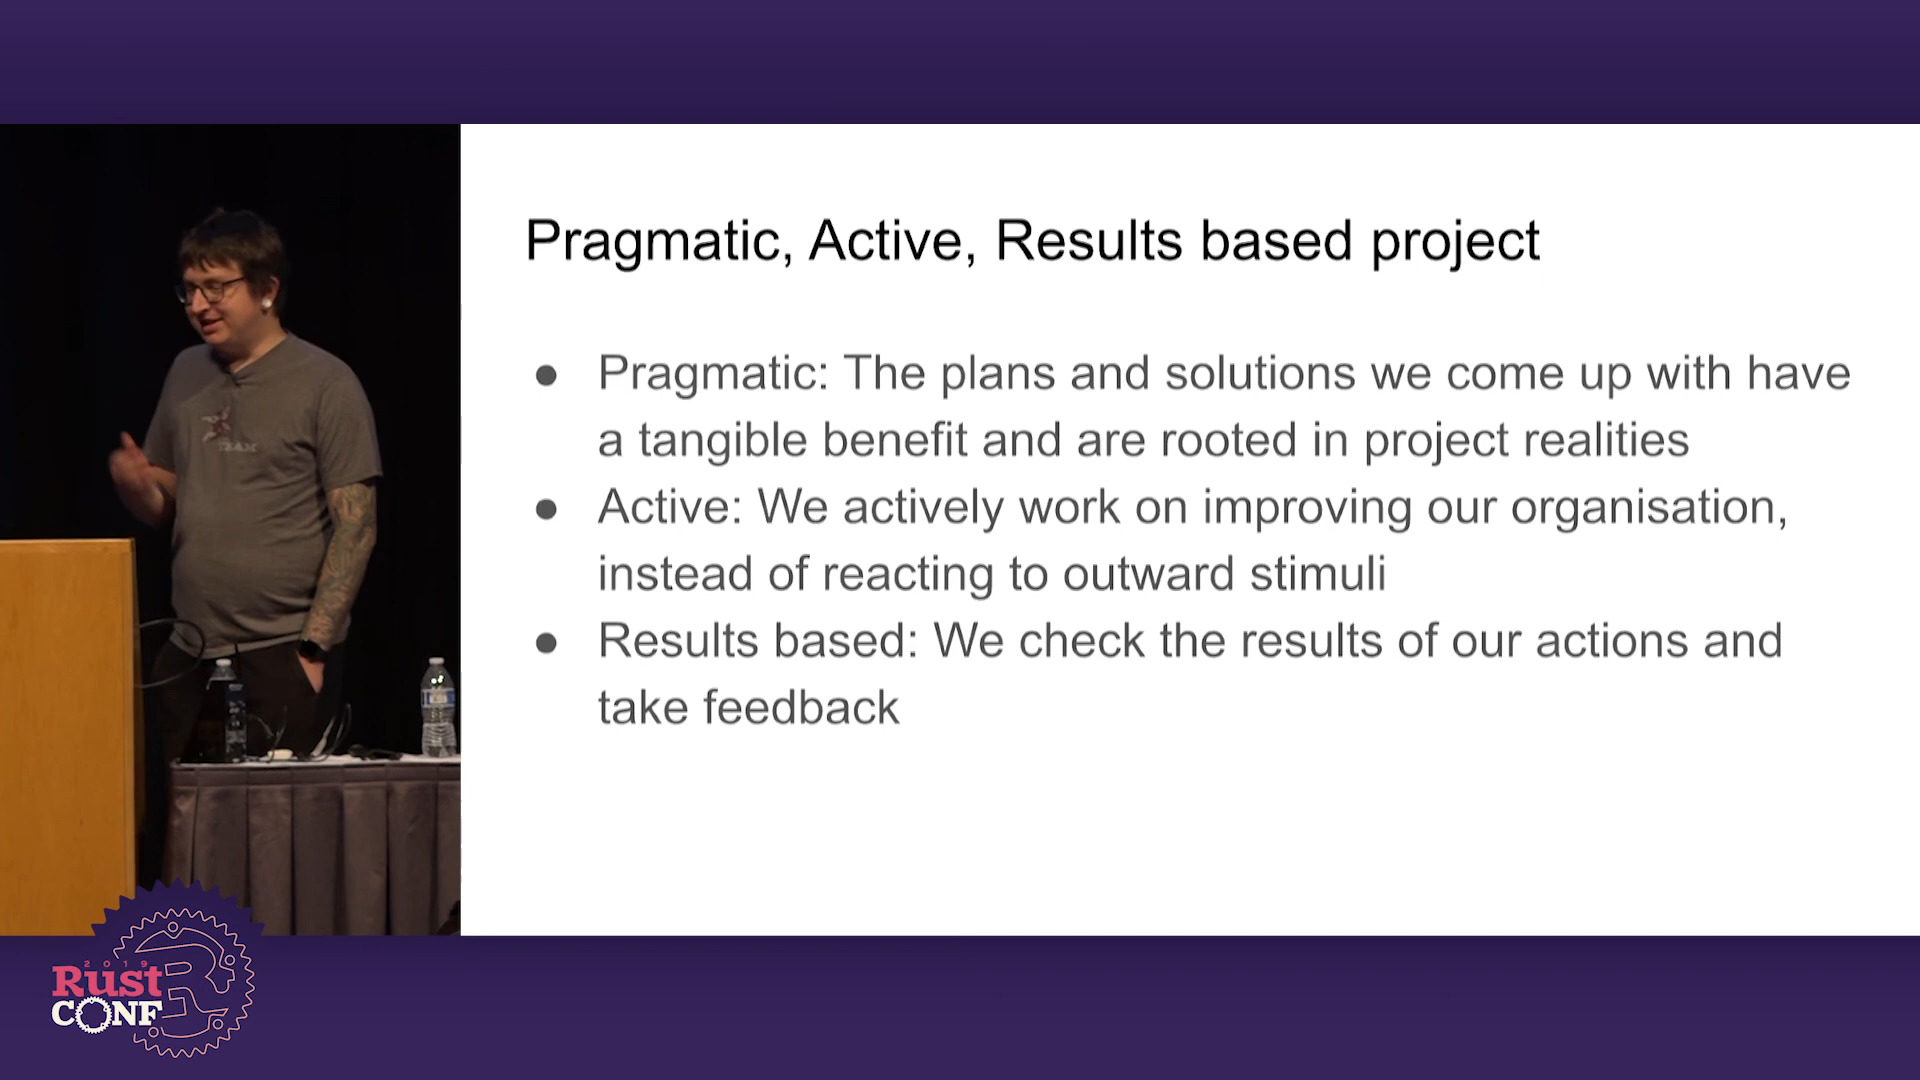 Pragmatic, Active, Results based project
● Pragmatic: The plans and solutions we come up with have
a tangible benefit and are rooted in project realities
● Active: We actively work on improving our organisation,
instead of reacting to outward stimuli
● Results based: We check the results of our actions and
take feedback
TEAM
2019
Rust
CONF